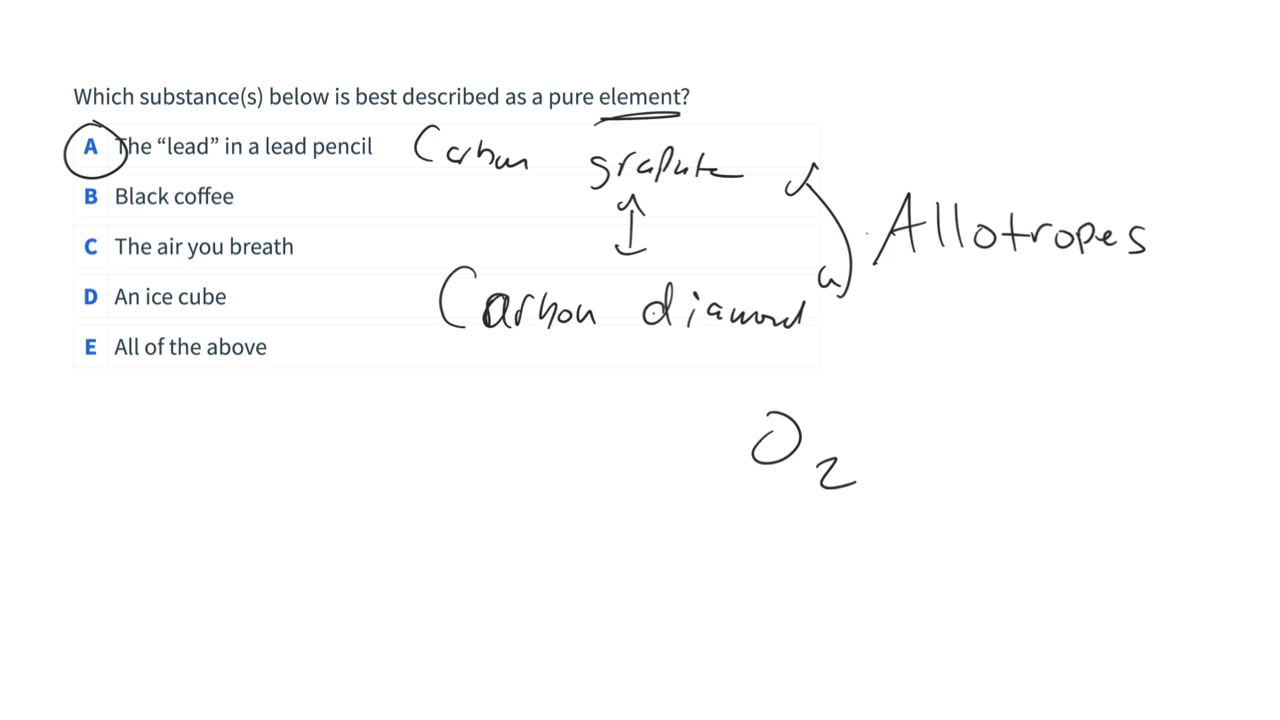 Which substance(s) below is best described as a pure element?
A The “lead” in a lead pencil
Carbon graphite
B Black coffee
Allotropes
C The air you breath
D An ice cube
Carbon diamond
E All of the above
O2